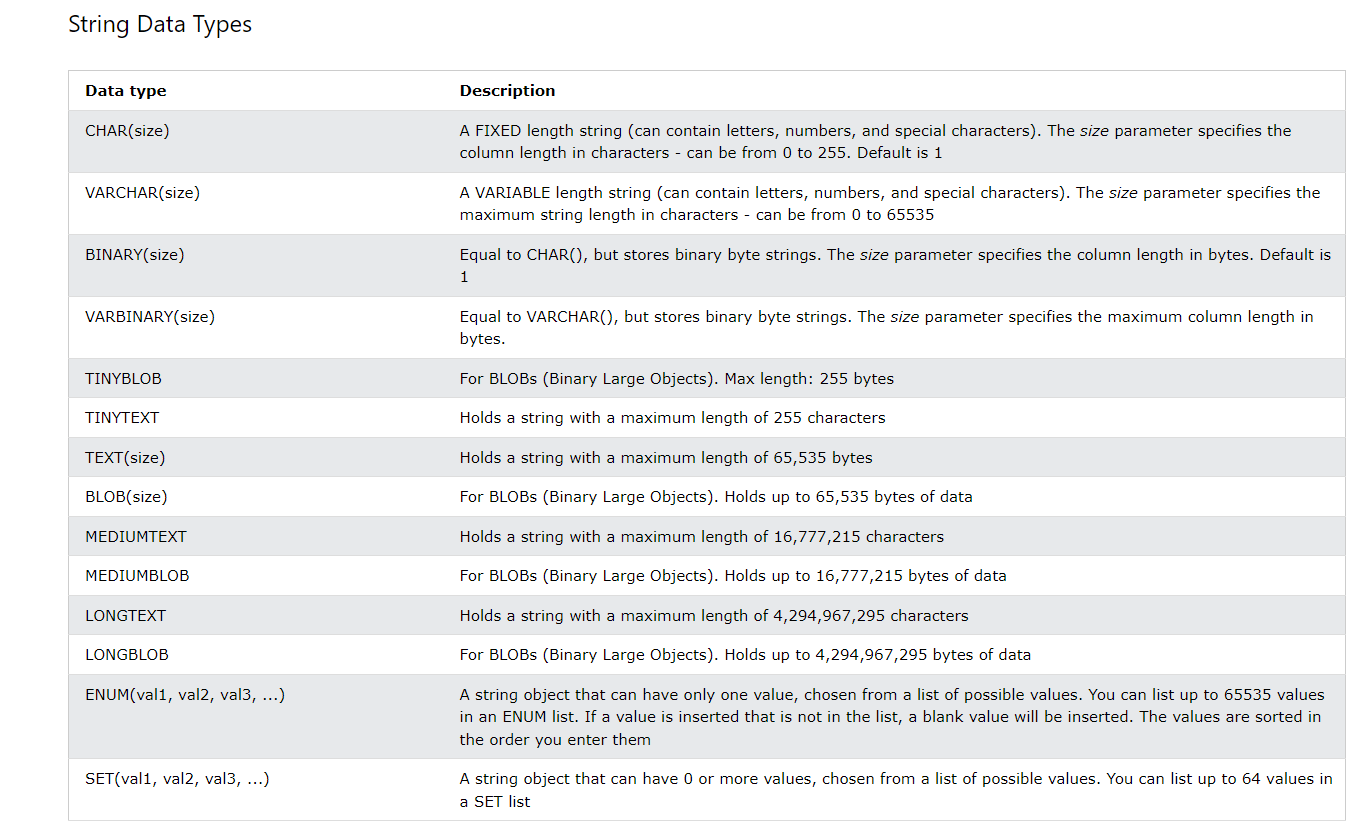 String Data Types
Data type Description
CHAR(size) A FIXED length string (can contain letters, numbers, and special characters). The size parameter specifies the
column length in characters - can be from 0 to 255. Default is 1
VARCHAR(size) A VARIABLE length string (can contain letters, numbers, and special characters). The size parameter specifies the
maximum string length in characters - can be from 0 to 65535
BINARY(size) Equal to CHAR(), but stores binary byte strings. The size parameter specifies the column length in bytes. Default is
1
VARBINARY(size) Equal to VARCHAR(), but stores binary byte strings. The size parameter specifies the maximum column length in
bytes.
TINYBLOB For BLOBs (Binary Large Objects). Max length: 255 bytes
TINYTEXT Holds a string with a maximum length of 255 characters
TEXT(size) Holds a string with a maximum length of 65,535 bytes
BLOB(size) For BLOBs (Binary Large Objects). Holds up to 65,535 bytes of data
MEDIUMTEXT Holds a string with a maximum length of 16,777,215 characters
MEDIUMBLOB For BLOBs (Binary Large Objects). Holds up to 16,777,215 bytes of data
LONGTEXT Holds a string with a maximum length of 4,294,967,295 characters
LONGBLOB For BLOBs (Binary Large Objects). Holds up to 4,294,967,295 bytes of data
ENUM(val1, val2, val3, ...) A string object that can have only one value, chosen from a list of possible values. You can list up to 65535 values
in an ENUM list. If a value is inserted that is not in the list, a blank value will be inserted. The values are sorted in
the order you enter them
SET(val1, val2, val3, ...) A string object that can have 0 or more values, chosen from a list of possible values. You can list up to 64 values in
a SET list